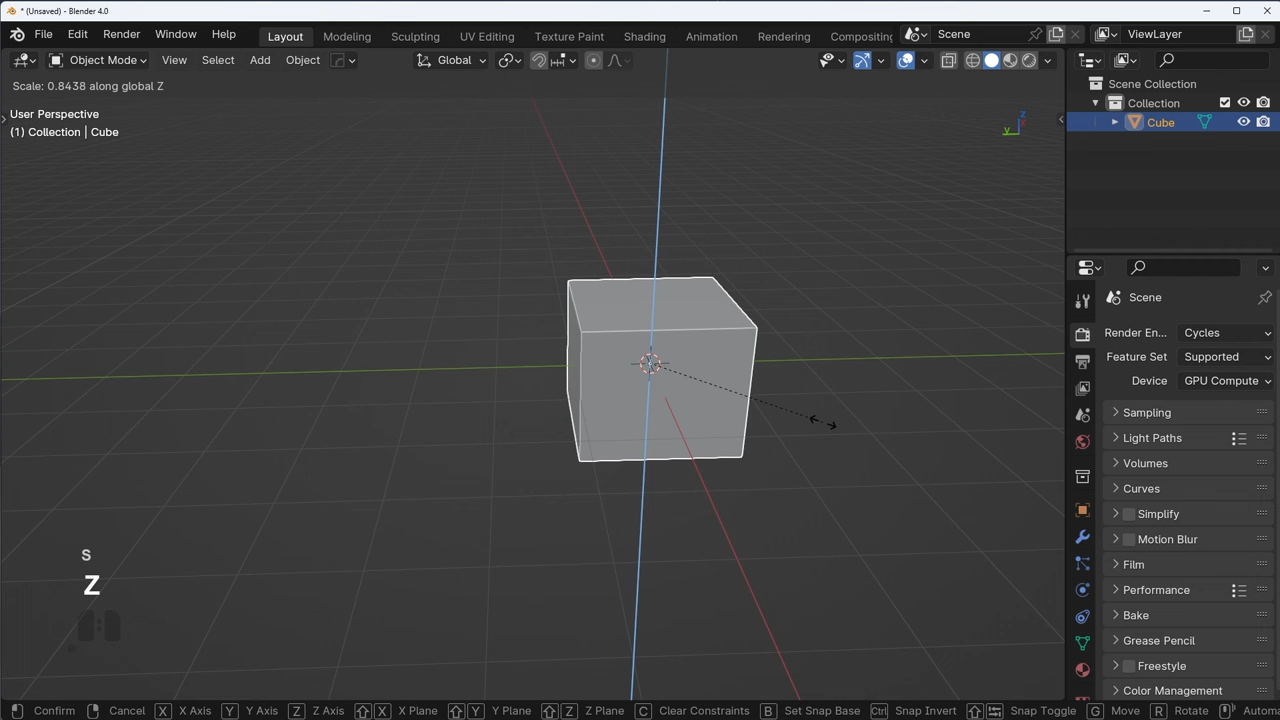 * (Unsaved) - Blender 4.0
File Edit Render Window Help Layout Modeling Sculpting UV Editing Texture Paint Shading Animation Rendering Compositing Scene ViewLayer
Object Mode View Select Add Object Global
Scale: 0.8438 along global Z
User Perspective
(1) Collection | Cube
Z
Y
Scene Collection
Collection
Cube
Scene
Render En... Cycles
Feature Set Supported
Device GPU Compute
Sampling
Light Paths
Volumes
Curves
Simplify
Motion Blur
Film
Performance
Bake
Grease Pencil
Freestyle
Color Management
S
Z
Confirm Cancel X X Axis Y Y Axis Z Z Axis X X Plane Y Y Plane Z Z Plane C Clear Constraints B Set Snap Base Ctrl Snap Invert Snap Toggle G Move R Rotate Automa